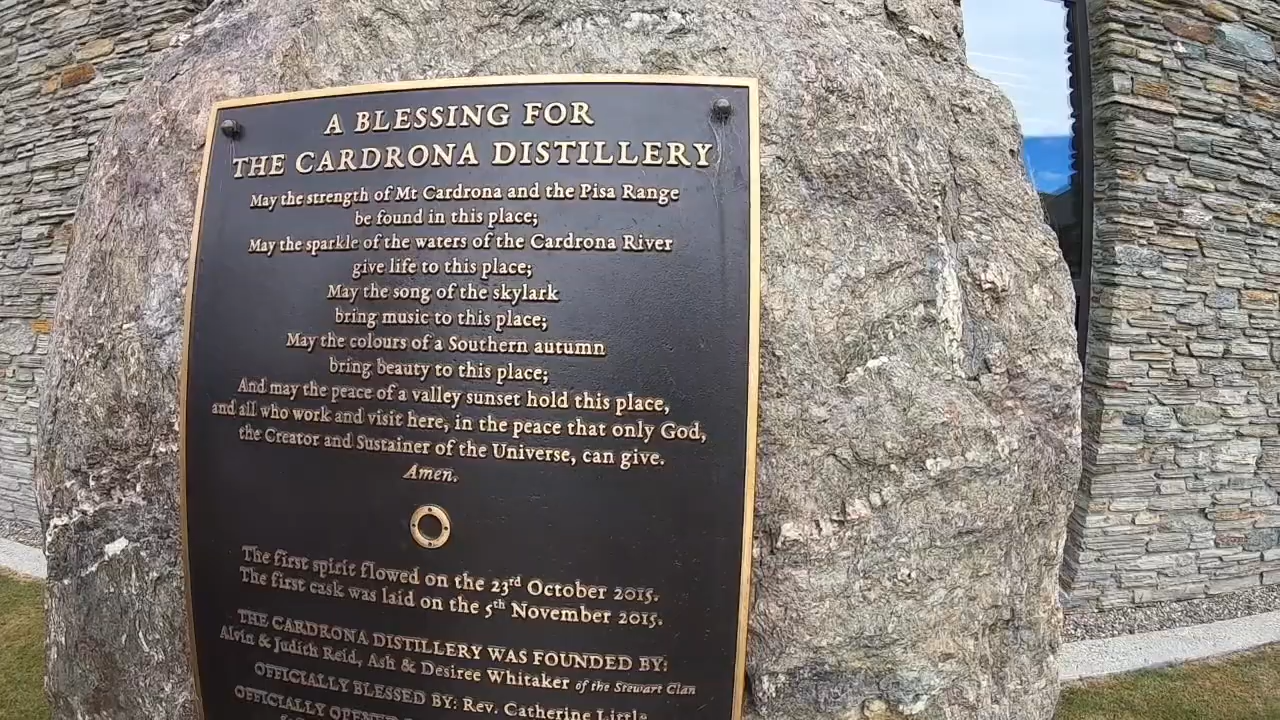 A BLESSING FOR
THE CARDRONA DISTILLERY
May the strength of Mt Cardrona and the Pisa Range
be found in this place;
May the sparkle of the waters of the Cardrona River
give life to this place;
May the song of the skylark
bring music to this place;
May the colours of a Southern autumn
bring beauty to this place;
And may the peace of a valley sunset hold this place,
and all who work and visit here, in the peace that only God,
the Creator and Sustainer of the Universe, can give.
Amen.
The first spirit flowed on the 23rd October 2015.
The first cask was laid on the 5th November 2015.
THE CARDRONA DISTILLERY WAS FOUNDED BY:
Alvin & Judith Reid, Ash & Desiree Whitaker of the Stewart Clan
OFFICIALLY BLESSED BY: Rev. Catherine Little
OFFICIALLY OPENED